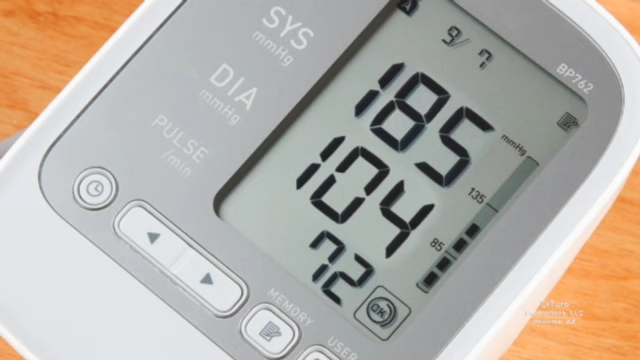 9/ 7
BP762
SYS
mmHg
185
mmHg
DIA
mmHg
104
135
85
PULSE
/min
72
OK
MEMORY
USER